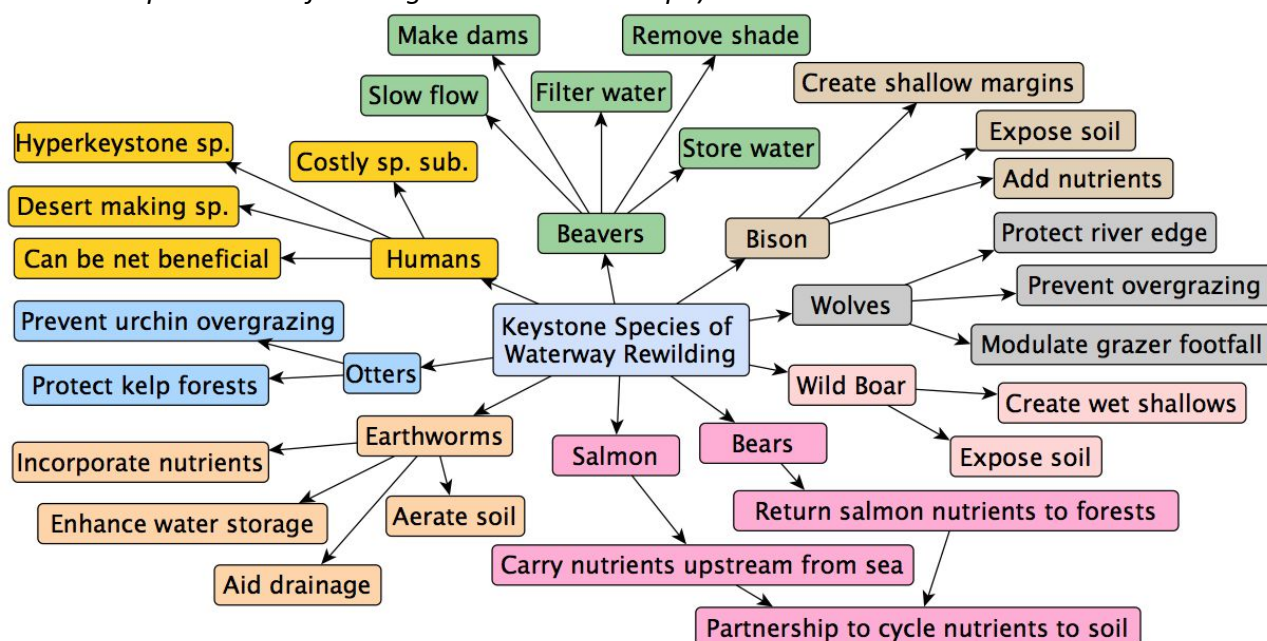 Make dams
Remove shade
Slow flow
Filter water
Store water
Beavers
Create shallow margins
Expose soil
Add nutrients
Bison
Hyperkeystone sp.
Costly sp. sub.
Desert making sp.
Can be net beneficial
Humans
Protect river edge
Prevent overgrazing
Modulate grazer footfall
Wolves
Keystone Species of
Waterway Rewilding
Prevent urchin overgrazing
Protect kelp forests
Otters
Wild Boar
Create wet shallows
Expose soil
Earthworms
Incorporate nutrients
Enhance water storage
Aerate soil
Aid drainage
Salmon
Bears
Return salmon nutrients to forests
Carry nutrients upstream from sea
Partnership to cycle nutrients to soil